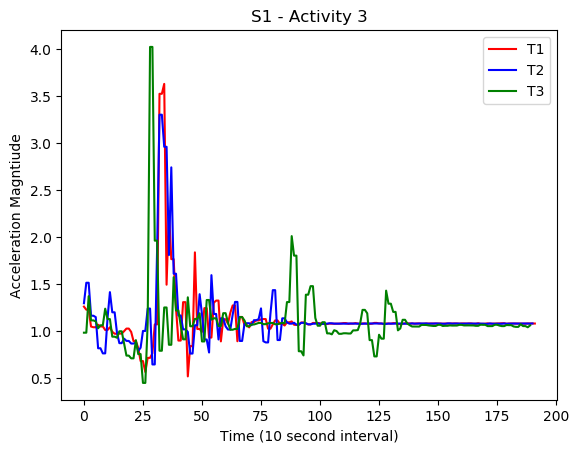 S1 - Activity 3
T1
T2
T3
4.0
3.5
3.0
2.5
2.0
1.5
1.0
0.5
Acceleration Magntiude
0 25 50 75 100 125 150 175 200
Time (10 second interval)